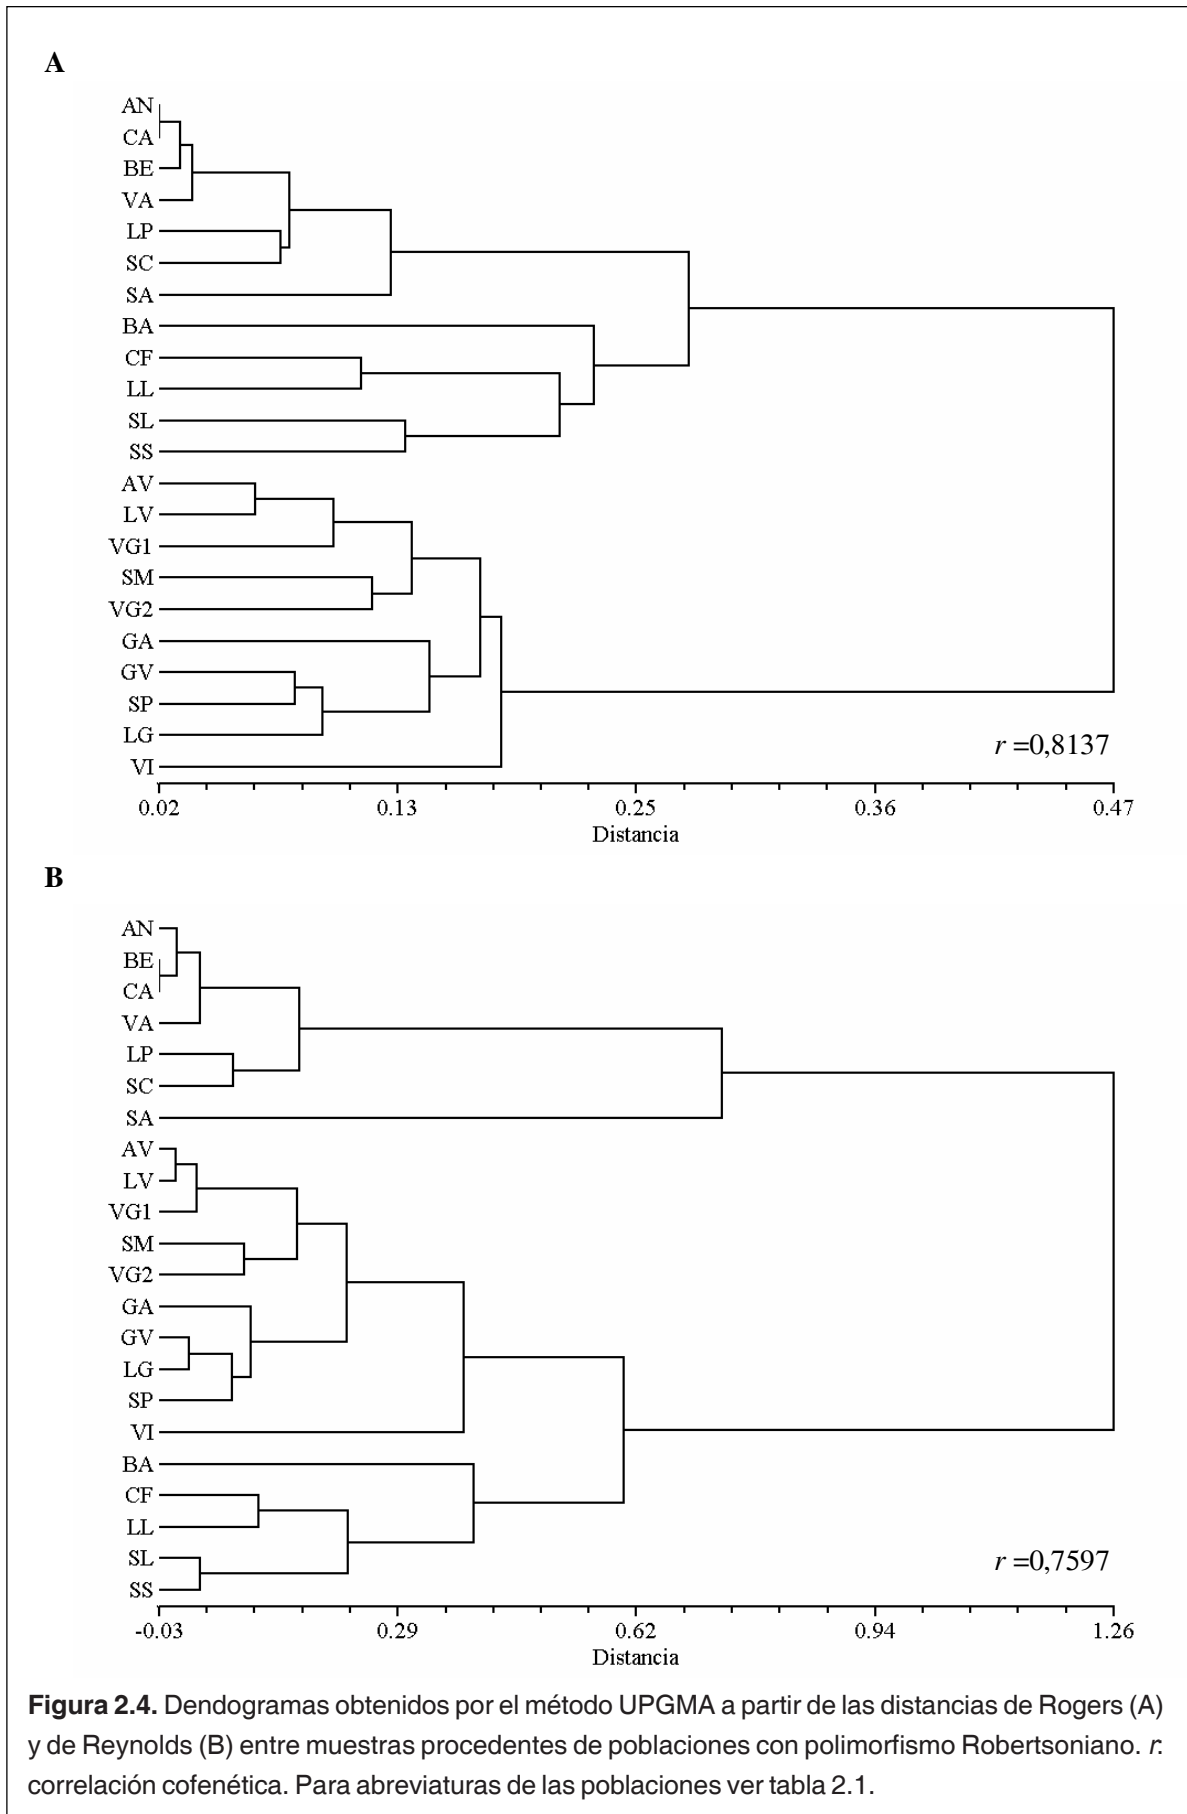 A
AN
CA
BE
VA
LP
SC
SA
BA
CF
LL
SL
SS
AV
LV
VG1
SM
VG2
GA
GV
SP
LG
VI
r =0,8137
0.02 0.13 0.25 0.36 0.47
Distancia
B
AN
BE
CA
VA
LP
SC
SA
AV
LV
VG1
SM
VG2
GA
GV
LG
SP
VI
BA
CF
LL
SL
SS
r =0,7597
-0.03 0.29 0.62 0.94 1.26
Distancia
Figura 2.4. Dendogramas obtenidos por el método UPGMA a partir de las distancias de Rogers (A)
y de Reynolds (B) entre muestras procedentes de poblaciones con polimorfismo Robertsoniano. r:
correlación cofenética. Para abreviaturas de las poblaciones ver tabla 2.1.